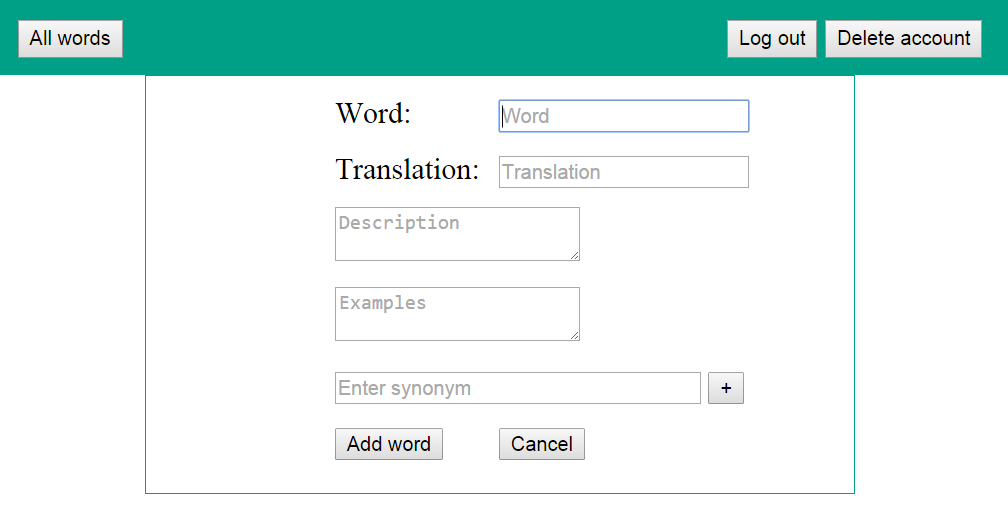 All words Log out Delete account
Word: Word
Translation: Translation
Description
Examples
Enter synonym +
Add word Cancel